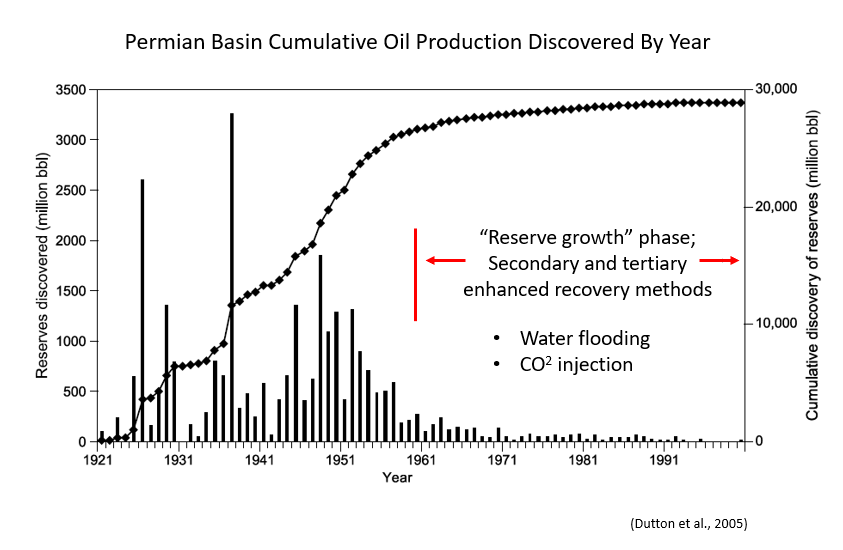 Permian Basin Cumulative Oil Production Discovered By Year
3500
3000
2500
2000
1500
1000
500
0
Reserves discovered (million bbl)
30,000
20,000
10,000
0
Cumulative discovery of reserves (million bbl)
“Reserve growth” phase;
Secondary and tertiary
enhanced recovery methods
• Water flooding
• CO² injection
1921 1931 1941 1951 1961 1971 1981 1991
Year
(Dutton et al., 2005)